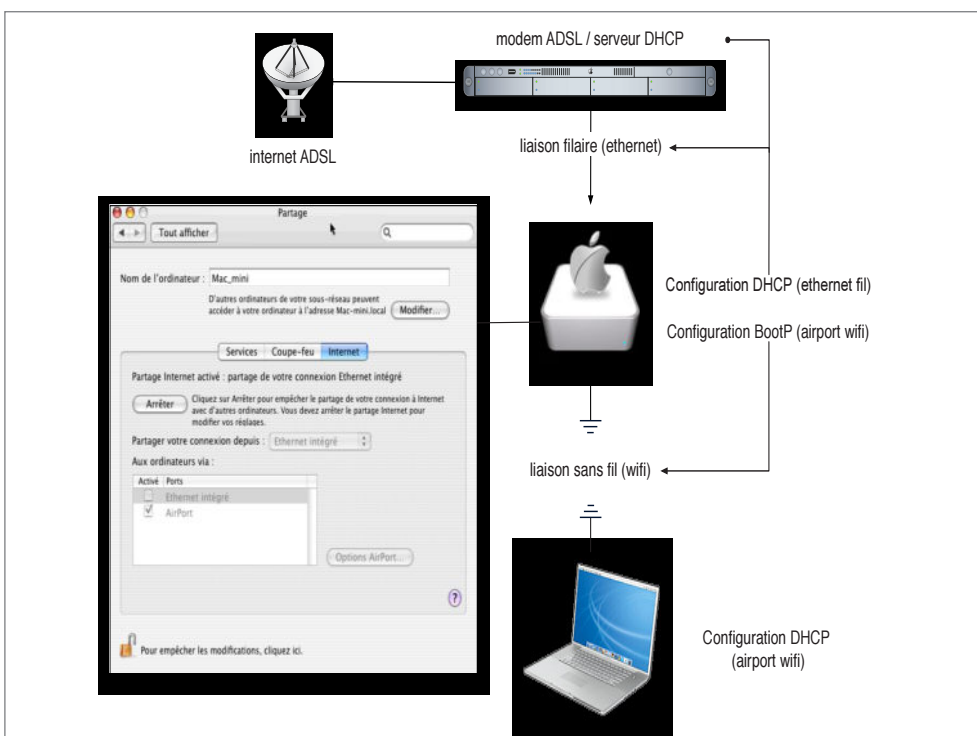 modem ADSL / serveur DHCP
internet ADSL
liaison filaire (ethernet)
Partage
Tout afficher
Nom de l'ordinateur : Mac_mini
D'autres ordinateurs de votre sous-réseau peuvent
accéder à votre ordinateur à l'adresse Mac-mini.local
Modifier...
Services Coupe-feu Internet
Partage Internet activé : partage de votre connexion Ethernet intégré
Arrêter
Cliquez sur Arrêter pour empêcher le partage de votre connexion à Internet
avec d'autres ordinateurs. Vous devez arrêter le partage Internet pour
modifier vos réglages.
Partager votre connexion depuis : Ethernet intégré
Aux ordinateurs via :
Activé Ports
Ethernet intégré
AirPort
Options AirPort...
?
Pour empêcher les modifications, cliquez ici.
Configuration DHCP (ethernet fil)
Configuration BootP (airport wifi)
liaison sans fil (wifi)
Configuration DHCP
(airport wifi)